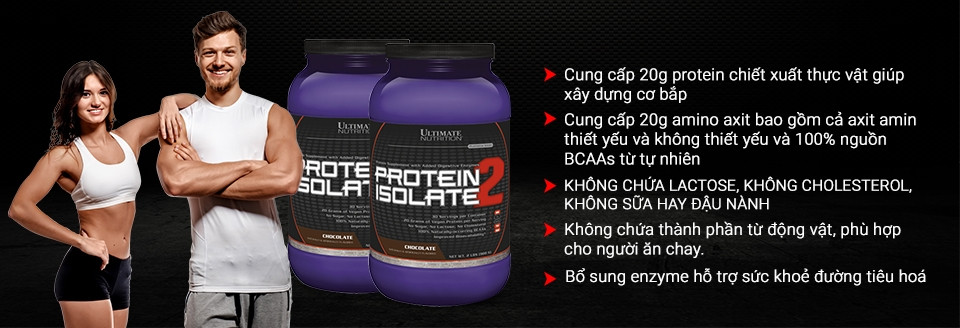 Cung cấp 20g protein chiết xuất thực vật giúp
xây dựng cơ bắp
Cung cấp 20g amino axit bao gồm cả axit amin
thiết yếu và không thiết yếu và 100% nguồn
BCAAs từ tự nhiên
KHÔNG CHỨA LACTOSE, KHÔNG CHOLESTEROL,
KHÔNG SỮA HAY ĐẬU NÀNH
Không chứa thành phần từ động vật, phù hợp
cho người ăn chay.
Bổ sung enzyme hỗ trợ sức khoẻ đường tiêu hoá
ULTIMATE
NUTRITION
PROTE
ISOLAT
CHOCOLATE
ULTIMATE
NUTRITION
PROTEIN
ISOLATE 2
CHOCOLATE